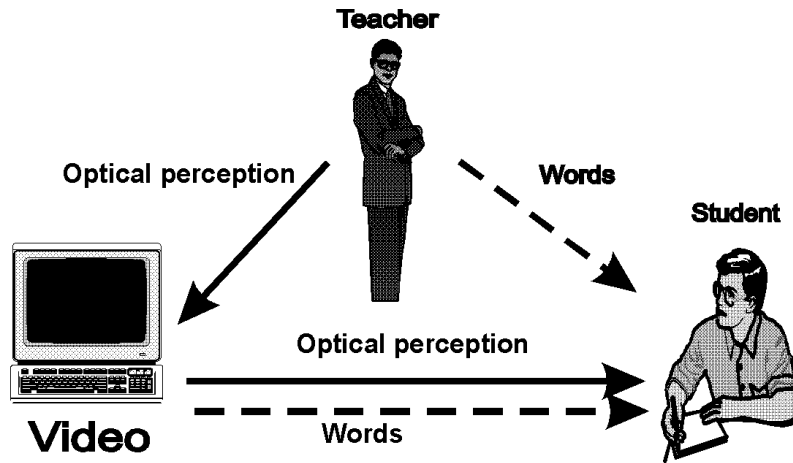 Teacher
Optical perception
Words
Student
Optical perception
Words
Video